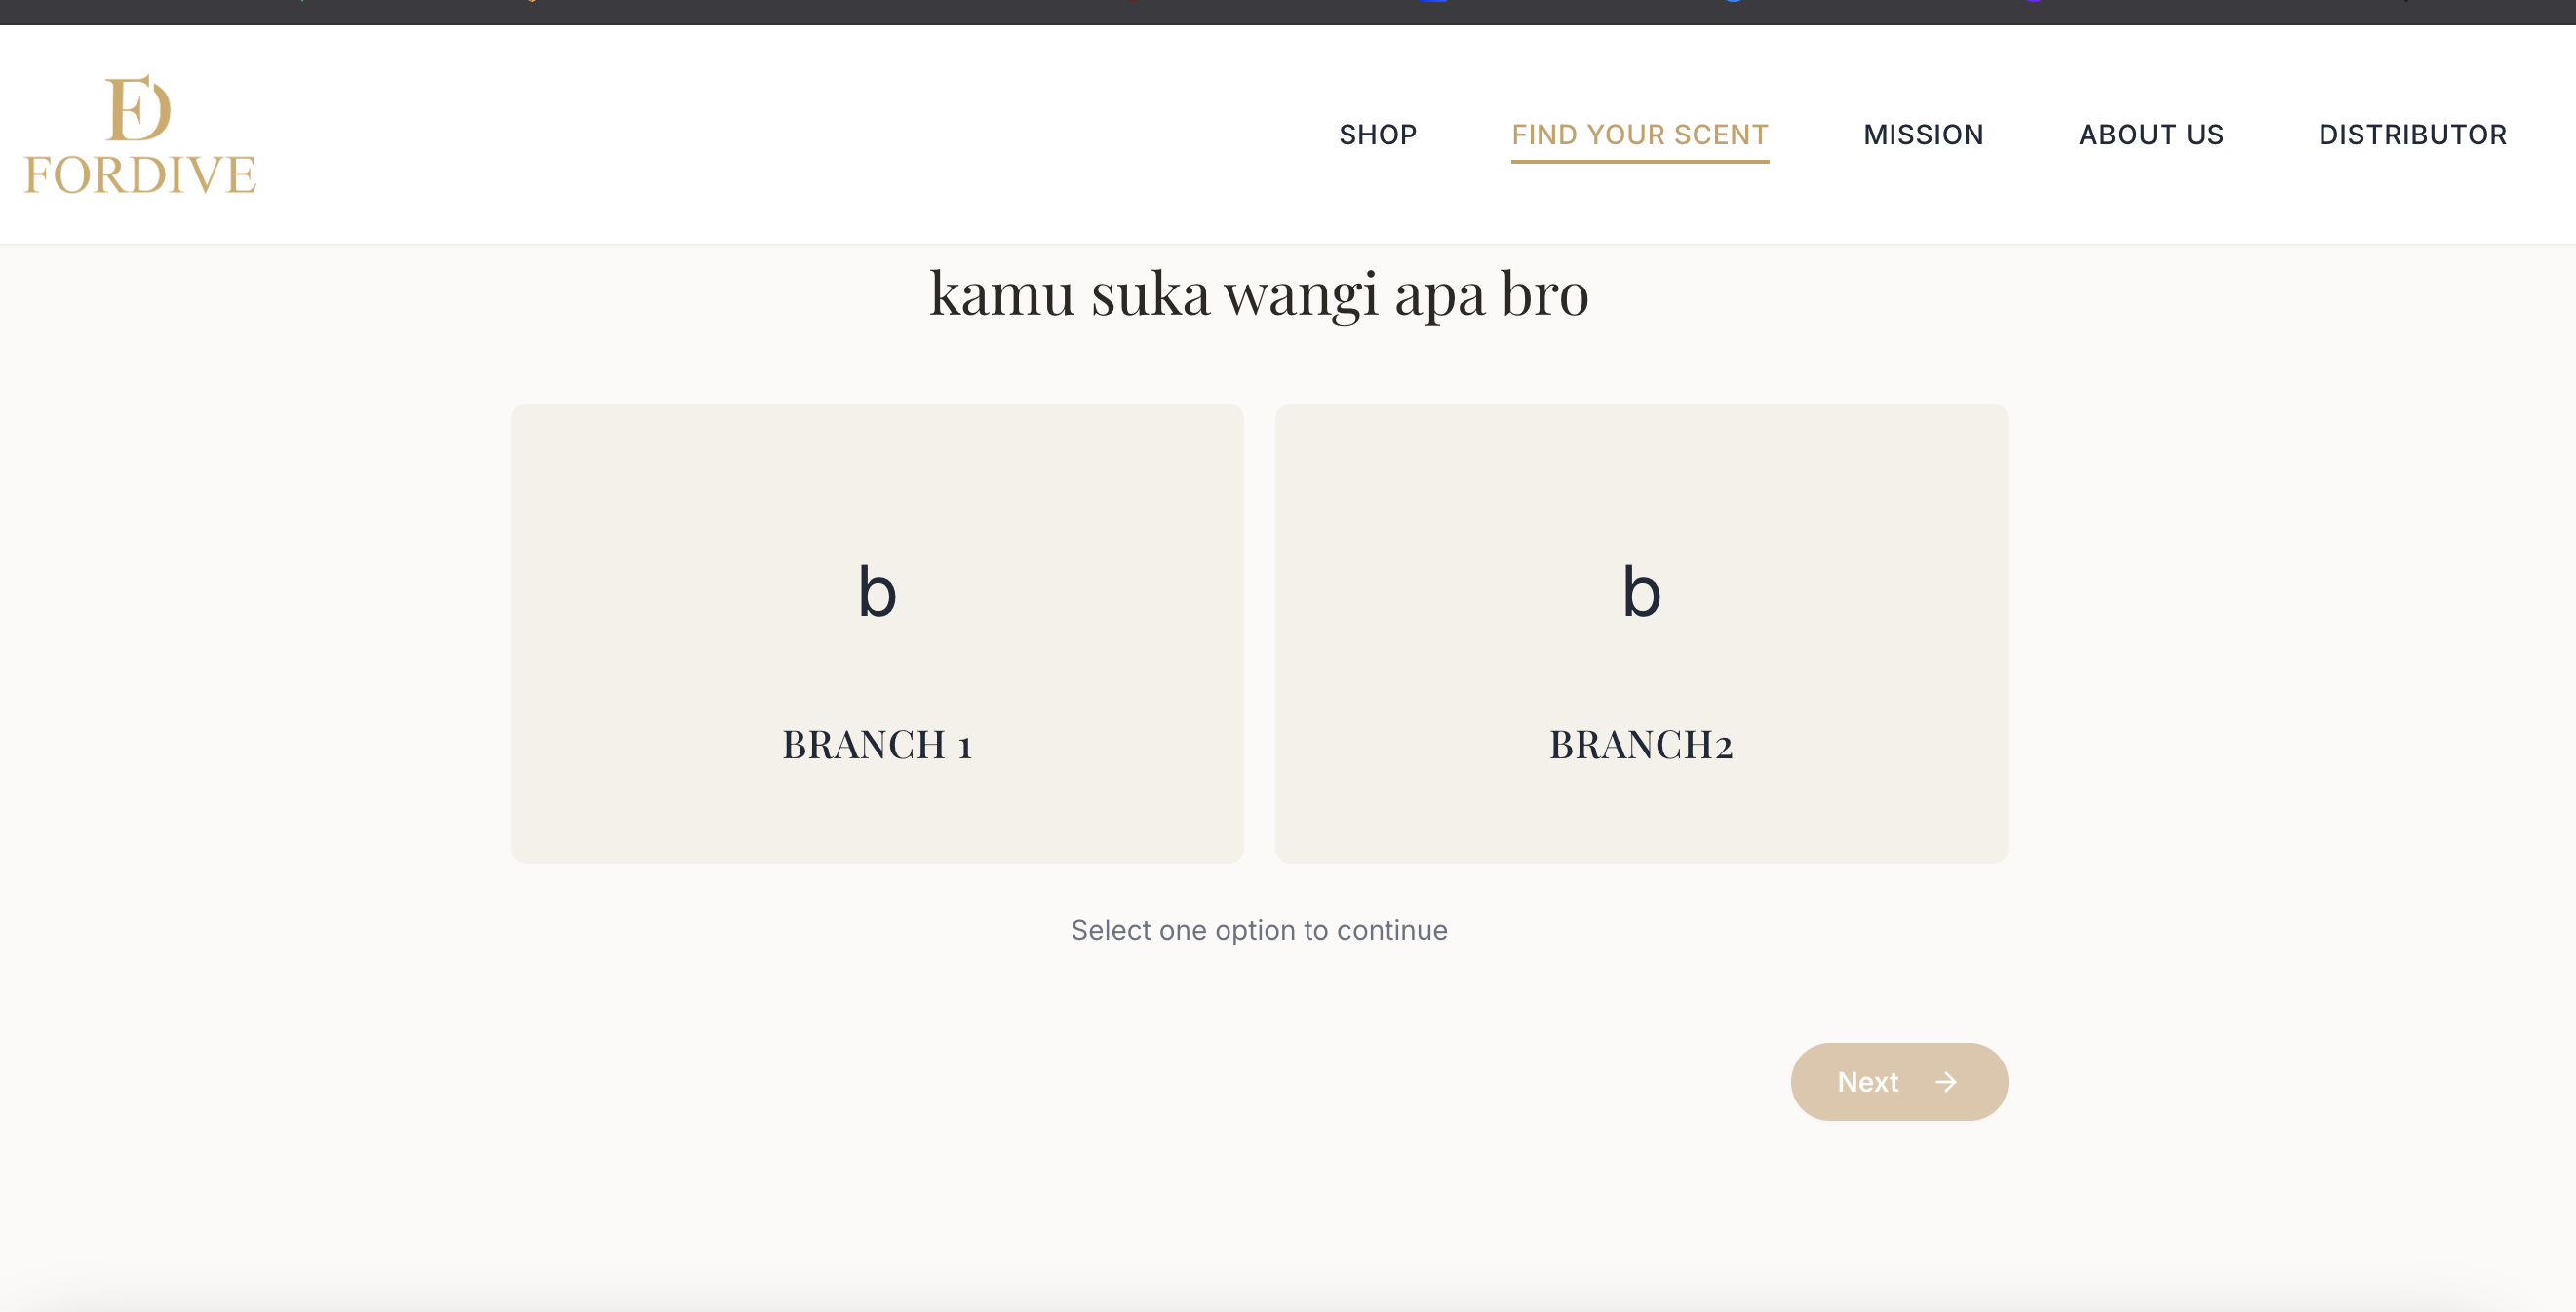 FD
FORDIVE
SHOP
FIND YOUR SCENT
MISSION
ABOUT US
DISTRIBUTOR
kamu suka wangi apa bro
b
BRANCH 1
b
BRANCH2
Select one option to continue
Next